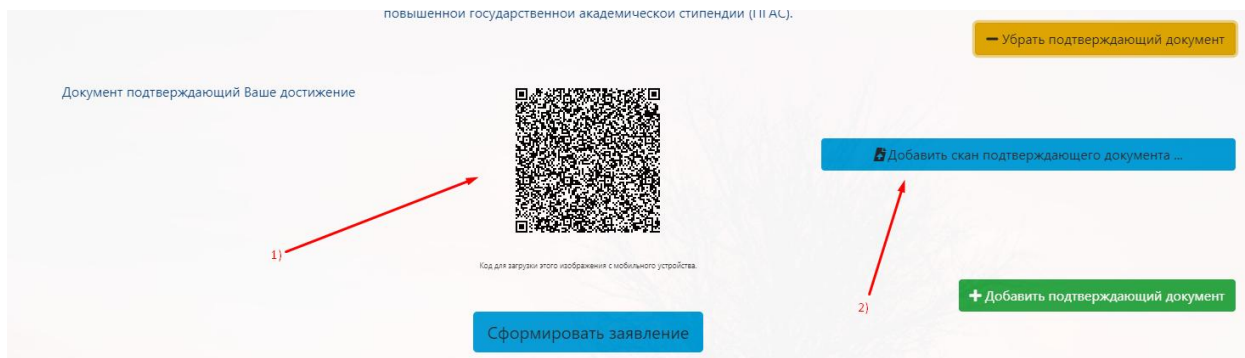 повышенной государственной академической стипендии (ПГАС).
Убрать подтверждающий документ
Документ подтверждающий Ваше достижение
Добавить скан подтверждающего документа ...
1)
Код для загрузки этого изображения с мобильного устройства.
2)
Добавить подтверждающий документ
Сформировать заявление